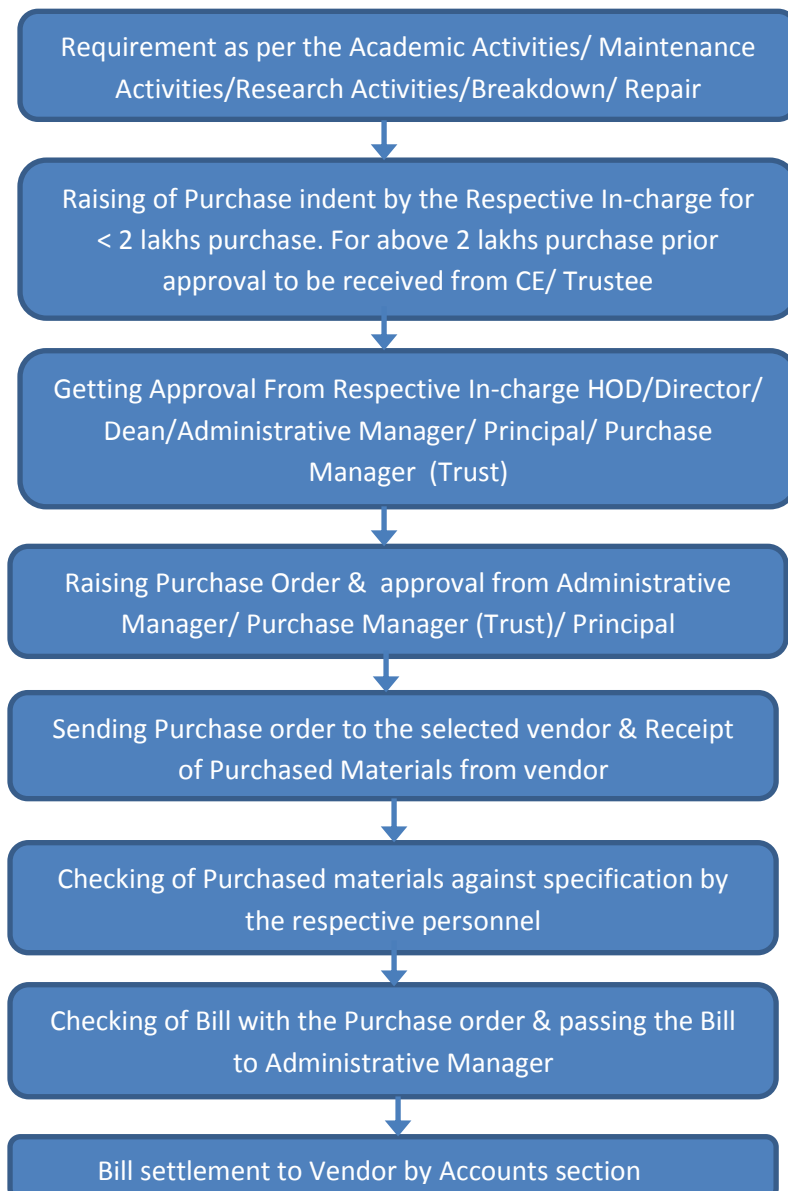 Requirement as per the Academic Activities/ Maintenance
Activities/Research Activities/Breakdown/ Repair
Raising of Purchase indent by the Respective In-charge for
< 2 lakhs purchase. For above 2 lakhs purchase prior
approval to be received from CE/ Trustee
Getting Approval From Respective In-charge HOD/Director/
Dean/Administrative Manager/ Principal/ Purchase
Manager (Trust)
Raising Purchase Order & approval from Administrative
Manager/ Purchase Manager (Trust)/ Principal
Sending Purchase order to the selected vendor & Receipt
of Purchased Materials from vendor
Checking of Purchased materials against specification by
the respective personnel
Checking of Bill with the Purchase order & passing the Bill
to Administrative Manager
Bill settlement to Vendor by Accounts section